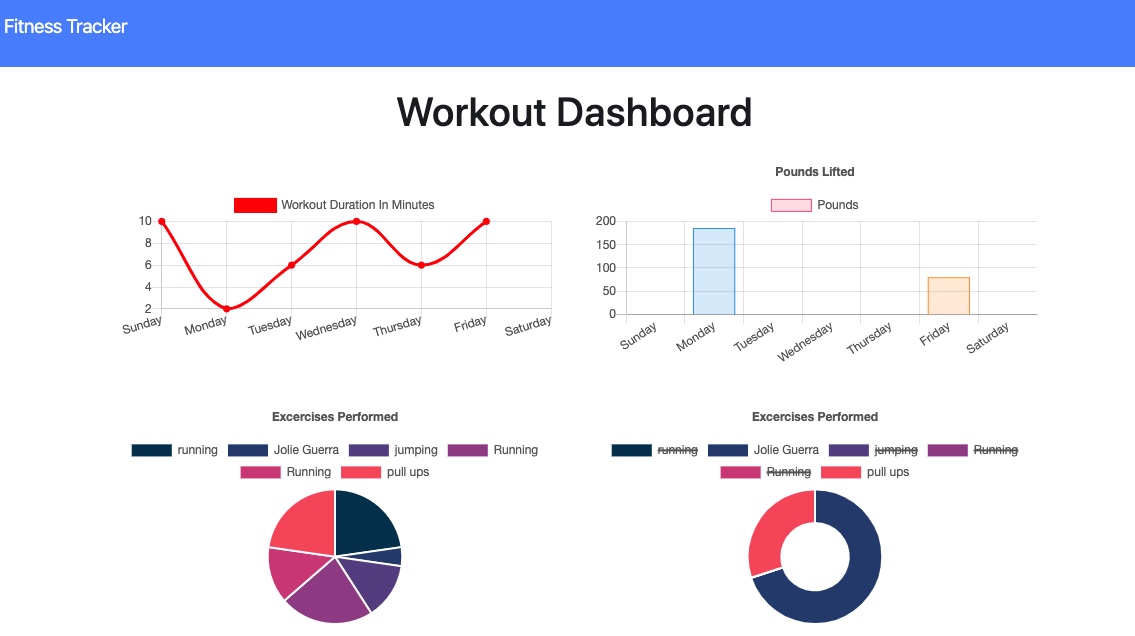 Fitness Tracker
Workout Dashboard
Workout Duration In Minutes
10
8
6
4
2
Sunday Monday Tuesday Wednesday Thursday Friday Saturday
Pounds Lifted
Pounds
200
150
100
50
0
Sunday Monday Tuesday Wednesday Thursday Friday Saturday
Excercises Performed
running Jolie Guerra jumping Running
Running pull ups
Excercises Performed
running Jolie Guerra jumping Running
Running pull ups